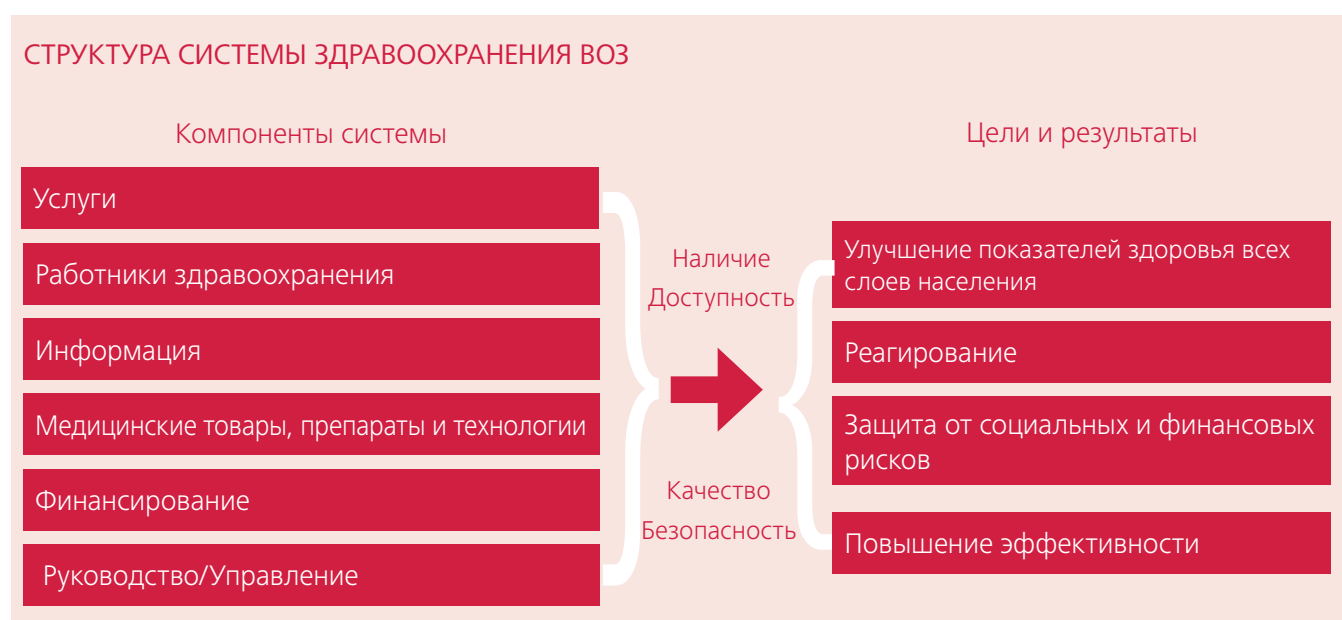 СТРУКТУРА СИСТЕМЫ ЗДРАВООХРАНЕНИЯ ВОЗ
Компоненты системы
Услуги
Работники здравоохранения
Информация
Медицинские товары, препараты и технологии
Финансирование
Руководство/Управление
Наличие
Доступность
Качество
Безопасность
Цели и результаты
Улучшение показателей здоровья всех
слоев населения
Реагирование
Защита от социальных и финансовых
рисков
Повышение эффективности